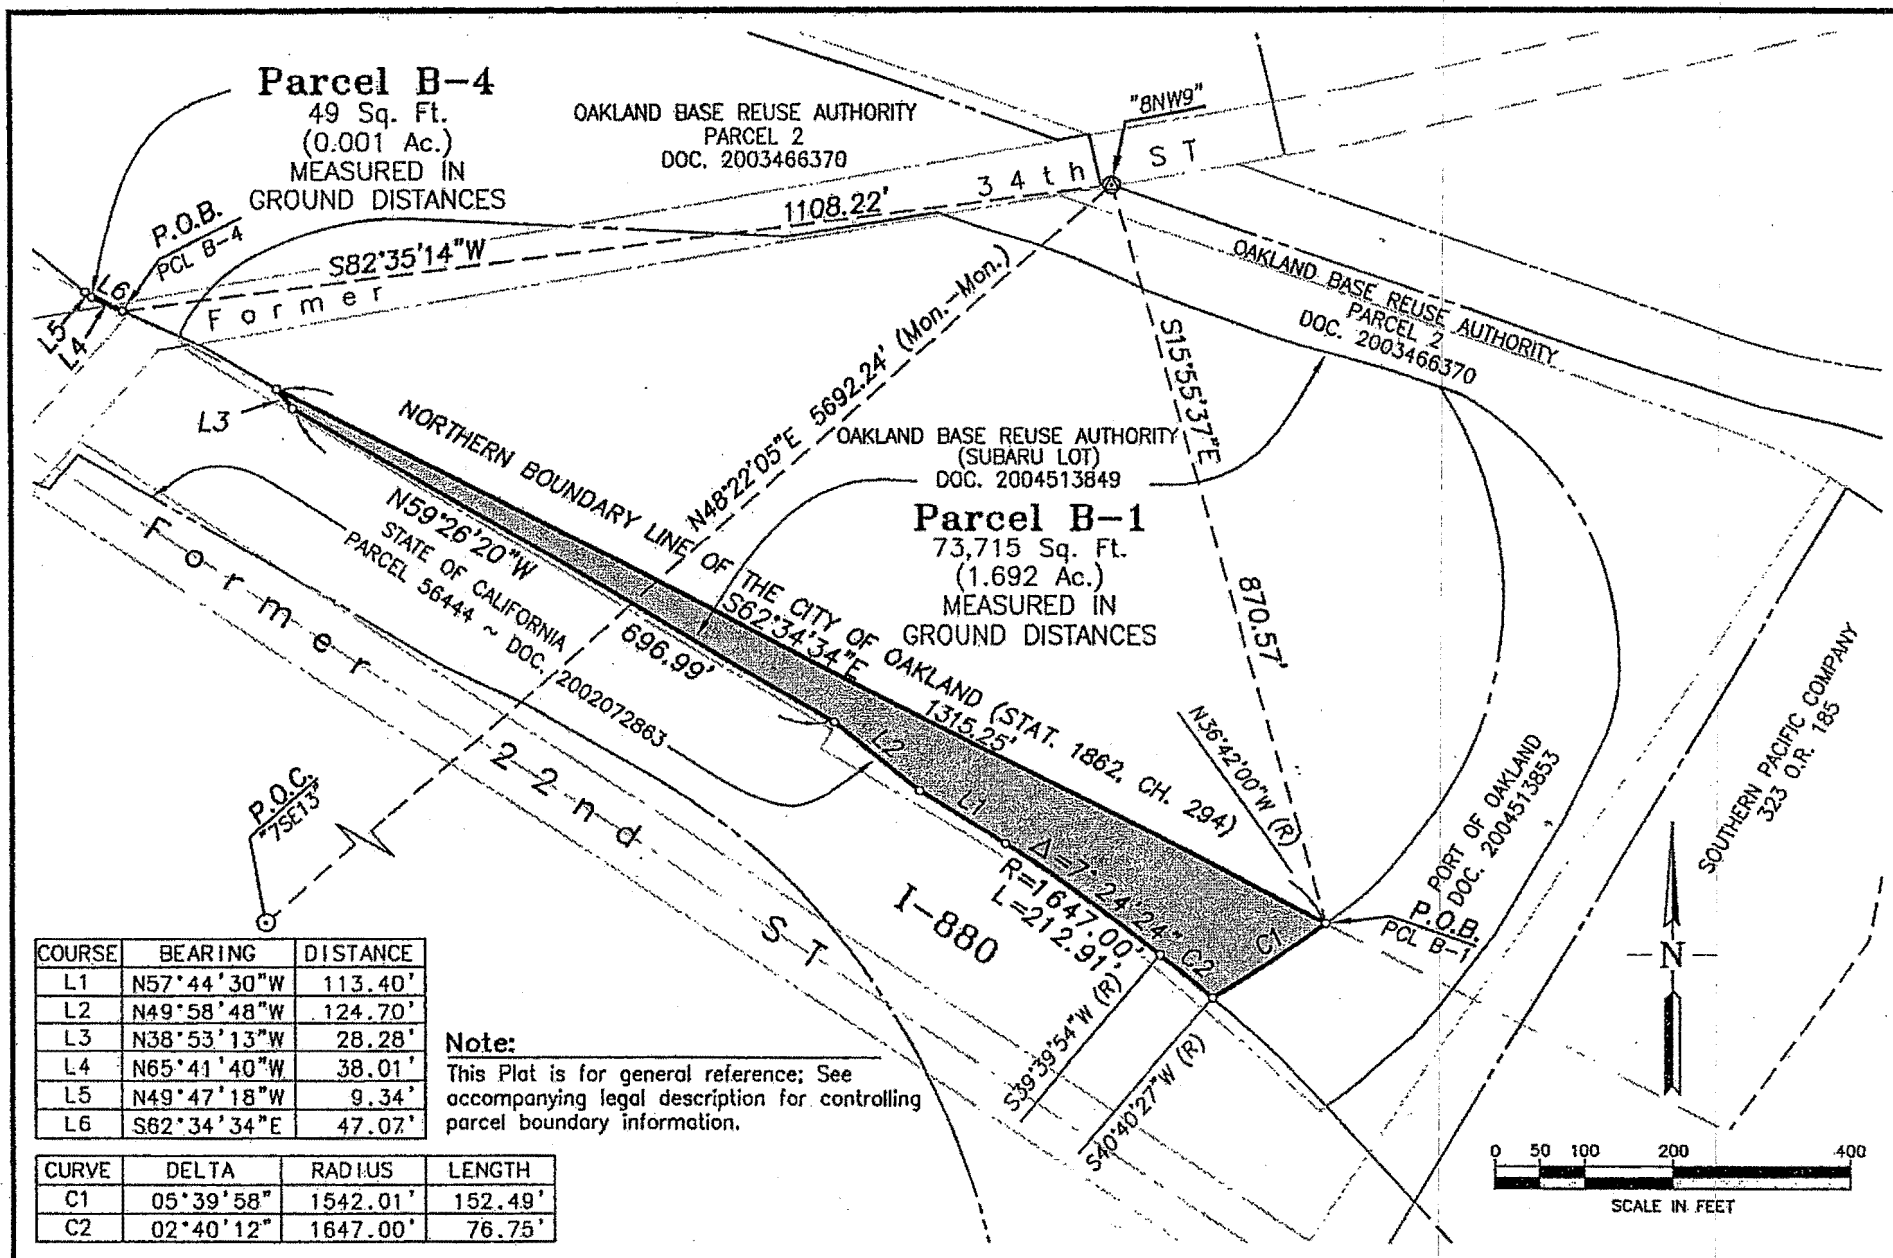 Parcel B-4
49 Sq. Ft.
(0.001 Ac.)
MEASURED IN
GROUND DISTANCES
OAKLAND BASE REUSE AUTHORITY
PARCEL 2
DOC. 2003466370
"8NW9"
34th ST
1108.22'
P.O.B.
PCL B-4
S82°35'14"W
Former
L6
L5
L4
L3
OAKLAND BASE REUSE AUTHORITY
PARCEL 2
DOC. 2003466370
N48°22'05"E 5692.24' (Mon.-Mon.)
S15°55'37"E
870.57'
OAKLAND BASE REUSE AUTHORITY
(SUBARU LOT)
DOC. 2004513849
Parcel B-1
73,715 Sq. Ft.
(1.692 Ac.)
MEASURED IN
GROUND DISTANCES
NORTHERN BOUNDARY LINE OF THE CITY OF OAKLAND (STAT. 1862, CH. 294)
S62°34'34"E
1315.25'
N59°26'20"W
696.99'
STATE OF CALIFORNIA
PARCEL 56444 ~ DOC. 2002072863
Former 22nd ST
L2
L1
Δ=7°24'24"
R=1647.00'
L=212.91'
C2
C1
N36°42'00"W (R)
P.O.B.
PCL B-1
PORT OF OAKLAND
DOC. 2004513853
SOUTHERN PACIFIC COMPANY
323 O.R. 185
P.O.C.
"7SE13"
I-880
S39°39'54"W (R)
S40°40'27"W (R)
N
COURSE BEARING DISTANCE
L1 N57°44'30"W 113.40'
L2 N49°58'48"W 124.70'
L3 N38°53'13"W 28.28'
L4 N65°41'40"W 38.01'
L5 N49°47'18"W 9.34'
L6 S62°34'34"E 47.07'
Note:
This Plat is for general reference; See
accompanying legal description for controlling
parcel boundary information.
CURVE DELTA RADIUS LENGTH
C1 05°39'58" 1542.01' 152.49'
C2 02°40'12" 1647.00' 76.75'
0 50 100 200 400
SCALE IN FEET